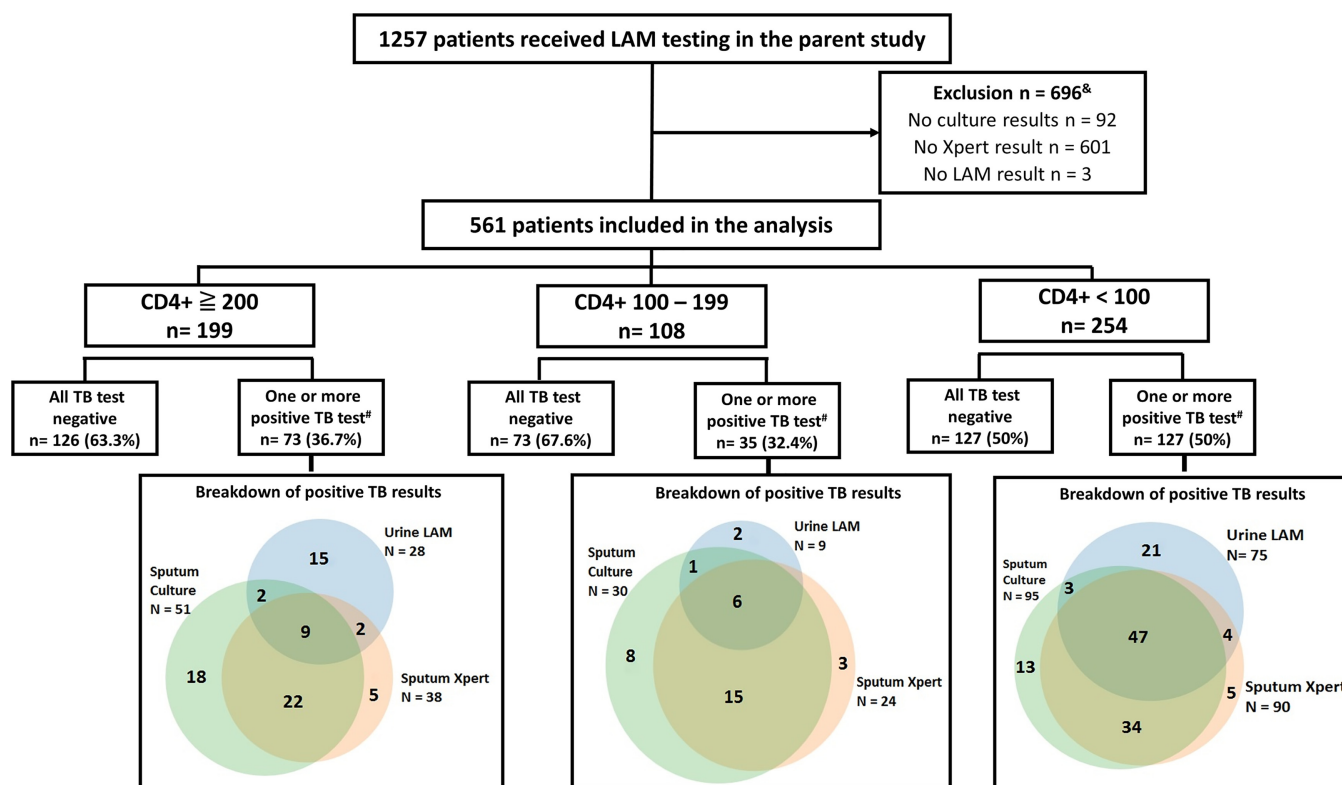 1257 patients received LAM testing in the parent study
Exclusion n = 696&
No culture results n = 92
No Xpert result n = 601
No LAM result n = 3
561 patients included in the analysis
CD4+ ≧ 200
n= 199
CD4+ 100 – 199
n= 108
CD4+ < 100
n= 254
All TB test
negative
n= 126 (63.3%)
One or more
positive TB test#
n= 73 (36.7%)
All TB test
negative
n= 73 (67.6%)
One or more
positive TB test#
n= 35 (32.4%)
All TB test
negative
n= 127 (50%)
One or more
positive TB test#
n= 127 (50%)
Breakdown of positive TB results
Urine LAM
N = 28
15
Sputum
Culture
N = 51
2
9
2
18
22
5
Sputum Xpert
N = 38
Breakdown of positive TB results
2
Urine LAM
N = 9
Sputum
Culture
N = 30
1
6
8
15
3
Sputum Xpert
N = 24
Breakdown of positive TB results
Urine LAM
N= 75
21
Sputum
Culture
N = 95
3
47
4
13
34
5
Sputum Xpert
N = 90